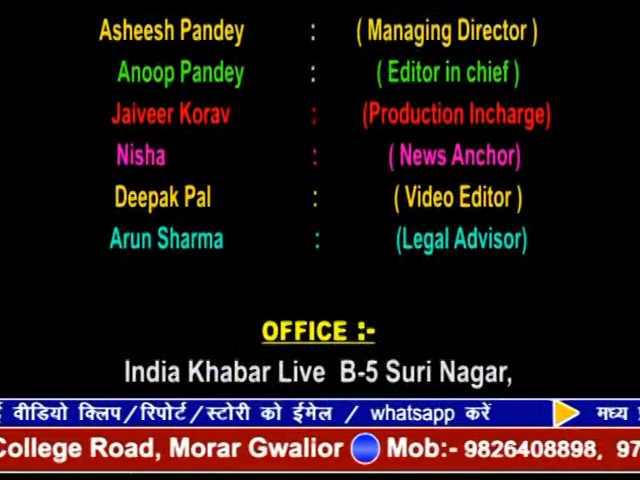 Asheesh Pandey : ( Managing Director )
Anoop Pandey : ( Editor in chief )
Jaiveer Korav : (Production Incharge)
Nisha : ( News Anchor)
Deepak Pal : ( Video Editor )
Arun Sharma : (Legal Advisor)
OFFICE :-
India Khabar Live B-5 Suri Nagar,
वीडियो क्लिप/रिपोर्ट/स्टोरी को ईमेल / whatsapp करें मध्य
College Road, Morar Gwalior Mob:- 9826408898, 97